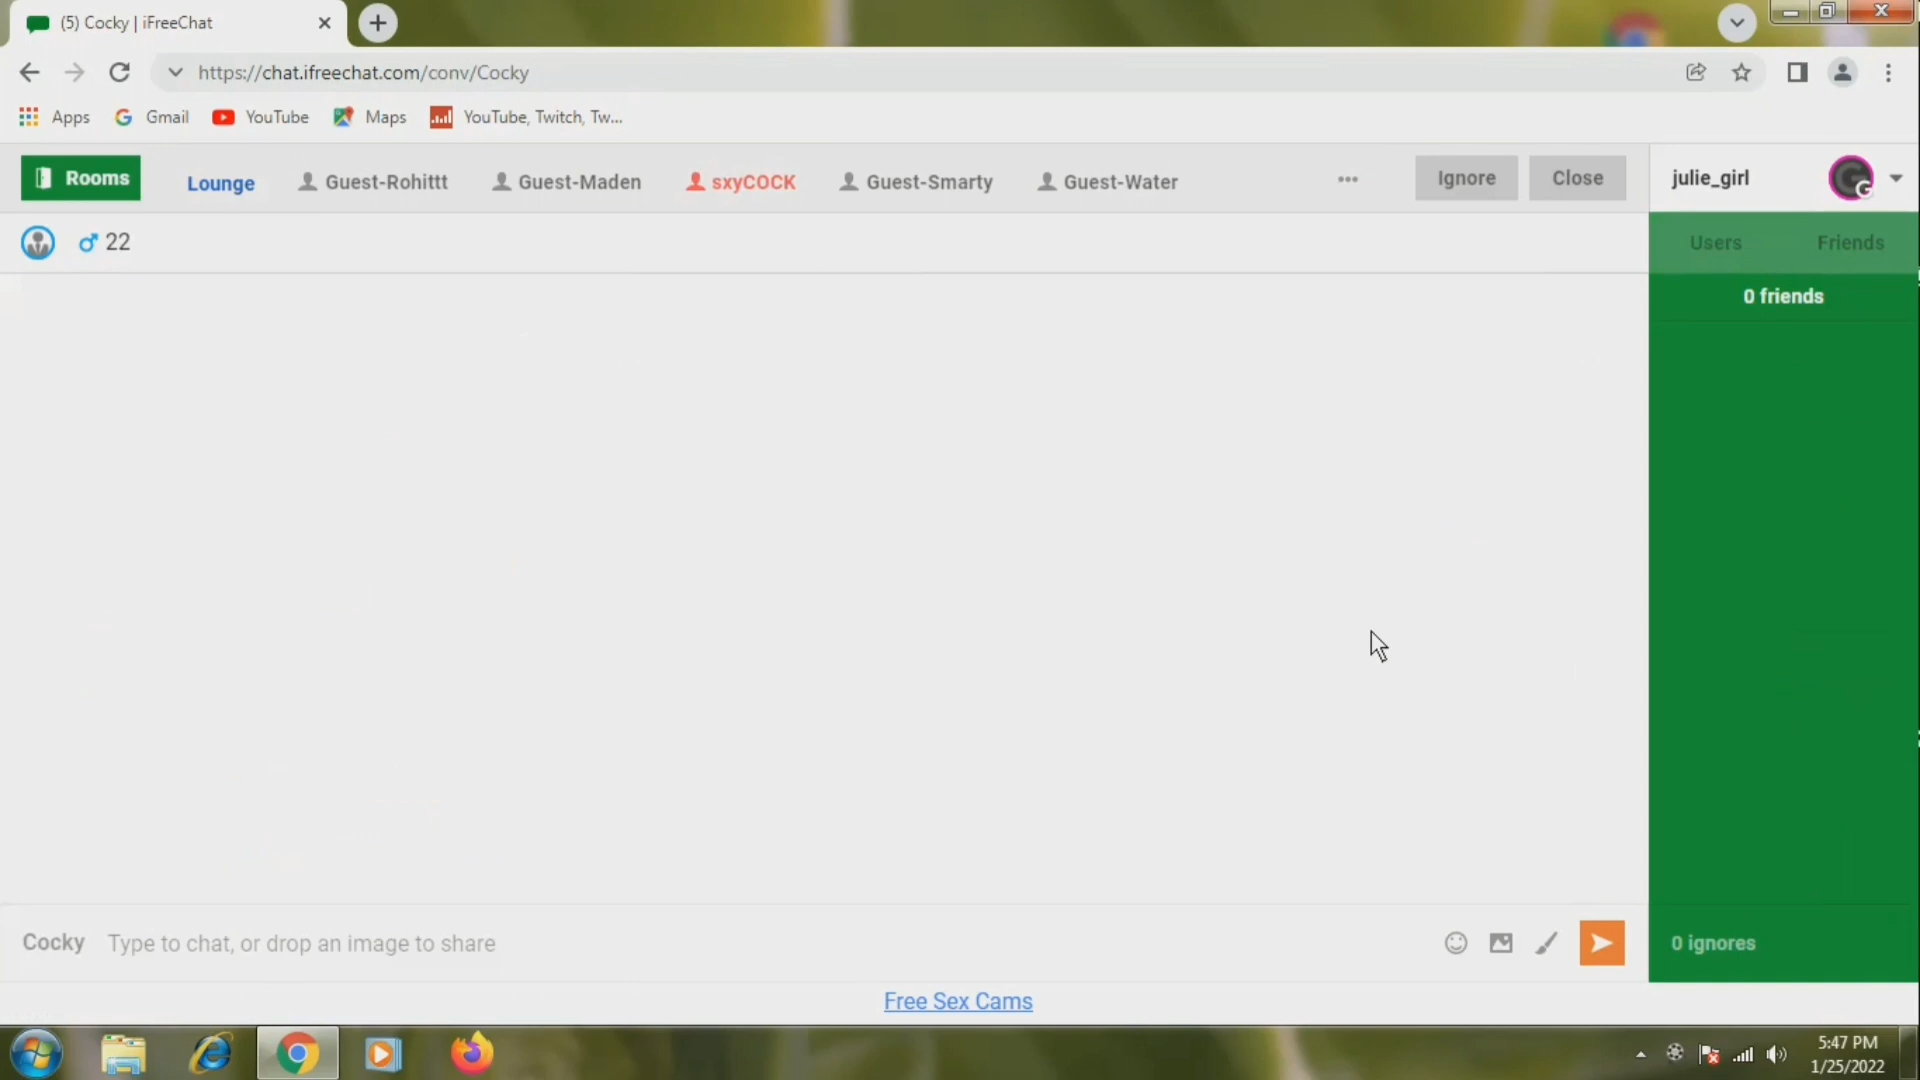 (5) Cocky | iFreeChat
https://chat.ifreechat.com/conv/Cocky
Apps Gmail YouTube Maps YouTube, Twitch, Tw...
Rooms Lounge Guest-Rohittt Guest-Maden sxyCOCK Guest-Smarty Guest-Water ... Ignore Close julie_girl
22 Users Friends
0 friends
Cocky Type to chat, or drop an image to share 0 ignores
Free Sex Cams
5:47 PM
1/25/2022